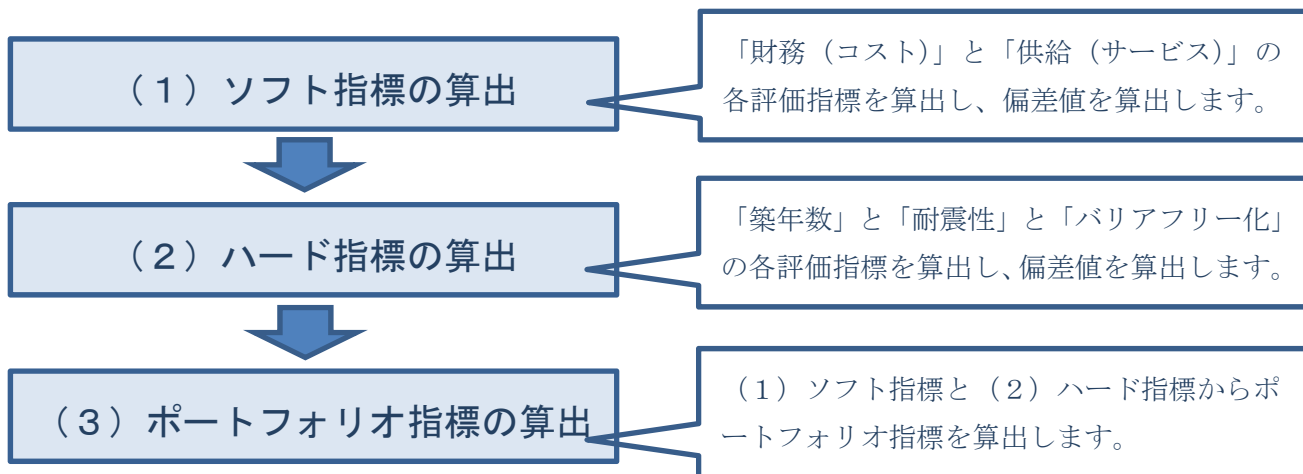 （１）ソフト指標の算出
「財務（コスト）」と「供給（サービス）」の
各評価指標を算出し、偏差値を算出します。
（２）ハード指標の算出
「築年数」と「耐震性」と「バリアフリー化」
の各評価指標を算出し、偏差値を算出します。
（３）ポートフォリオ指標の算出
（１）ソフト指標と（２）ハード指標からポ
ートフォリオ指標を算出します。